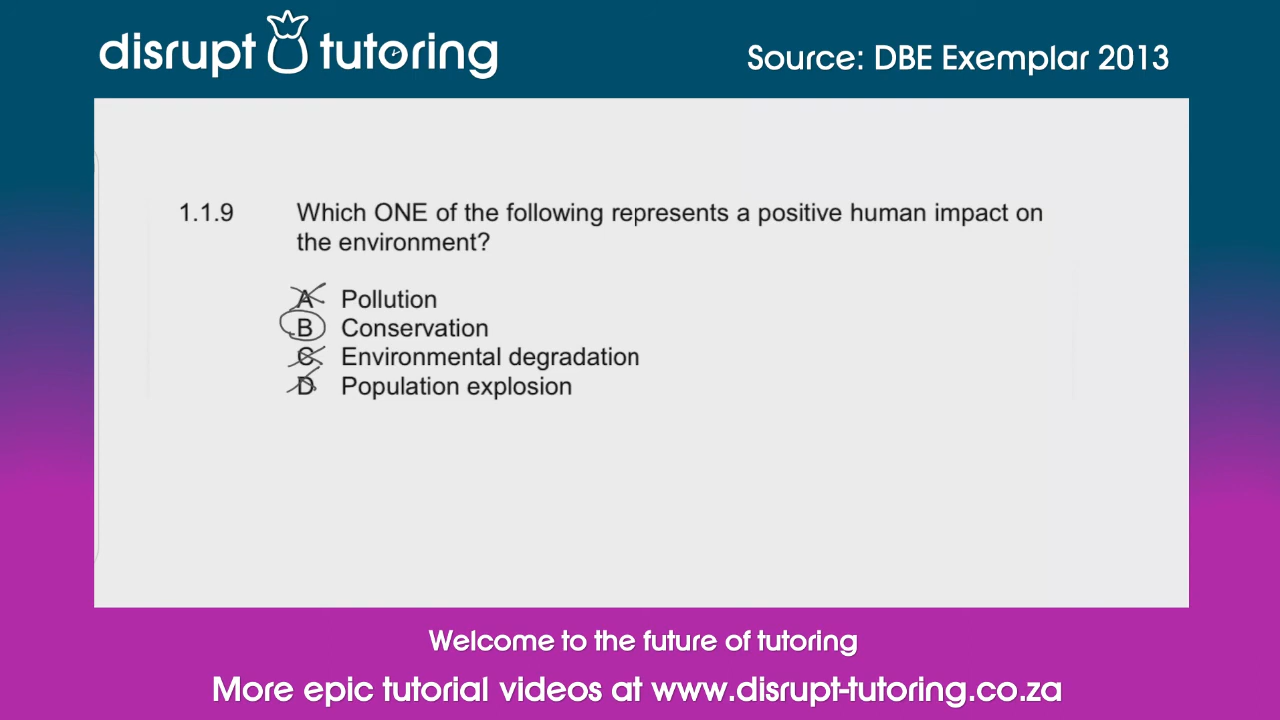 disrupt tutoring
Source: DBE Exemplar 2013
1.1.9 Which ONE of the following represents a positive human impact on
the environment?
A Pollution
B Conservation
C Environmental degradation
D Population explosion
Welcome to the future of tutoring
More epic tutorial videos at www.disrupt-tutoring.co.za